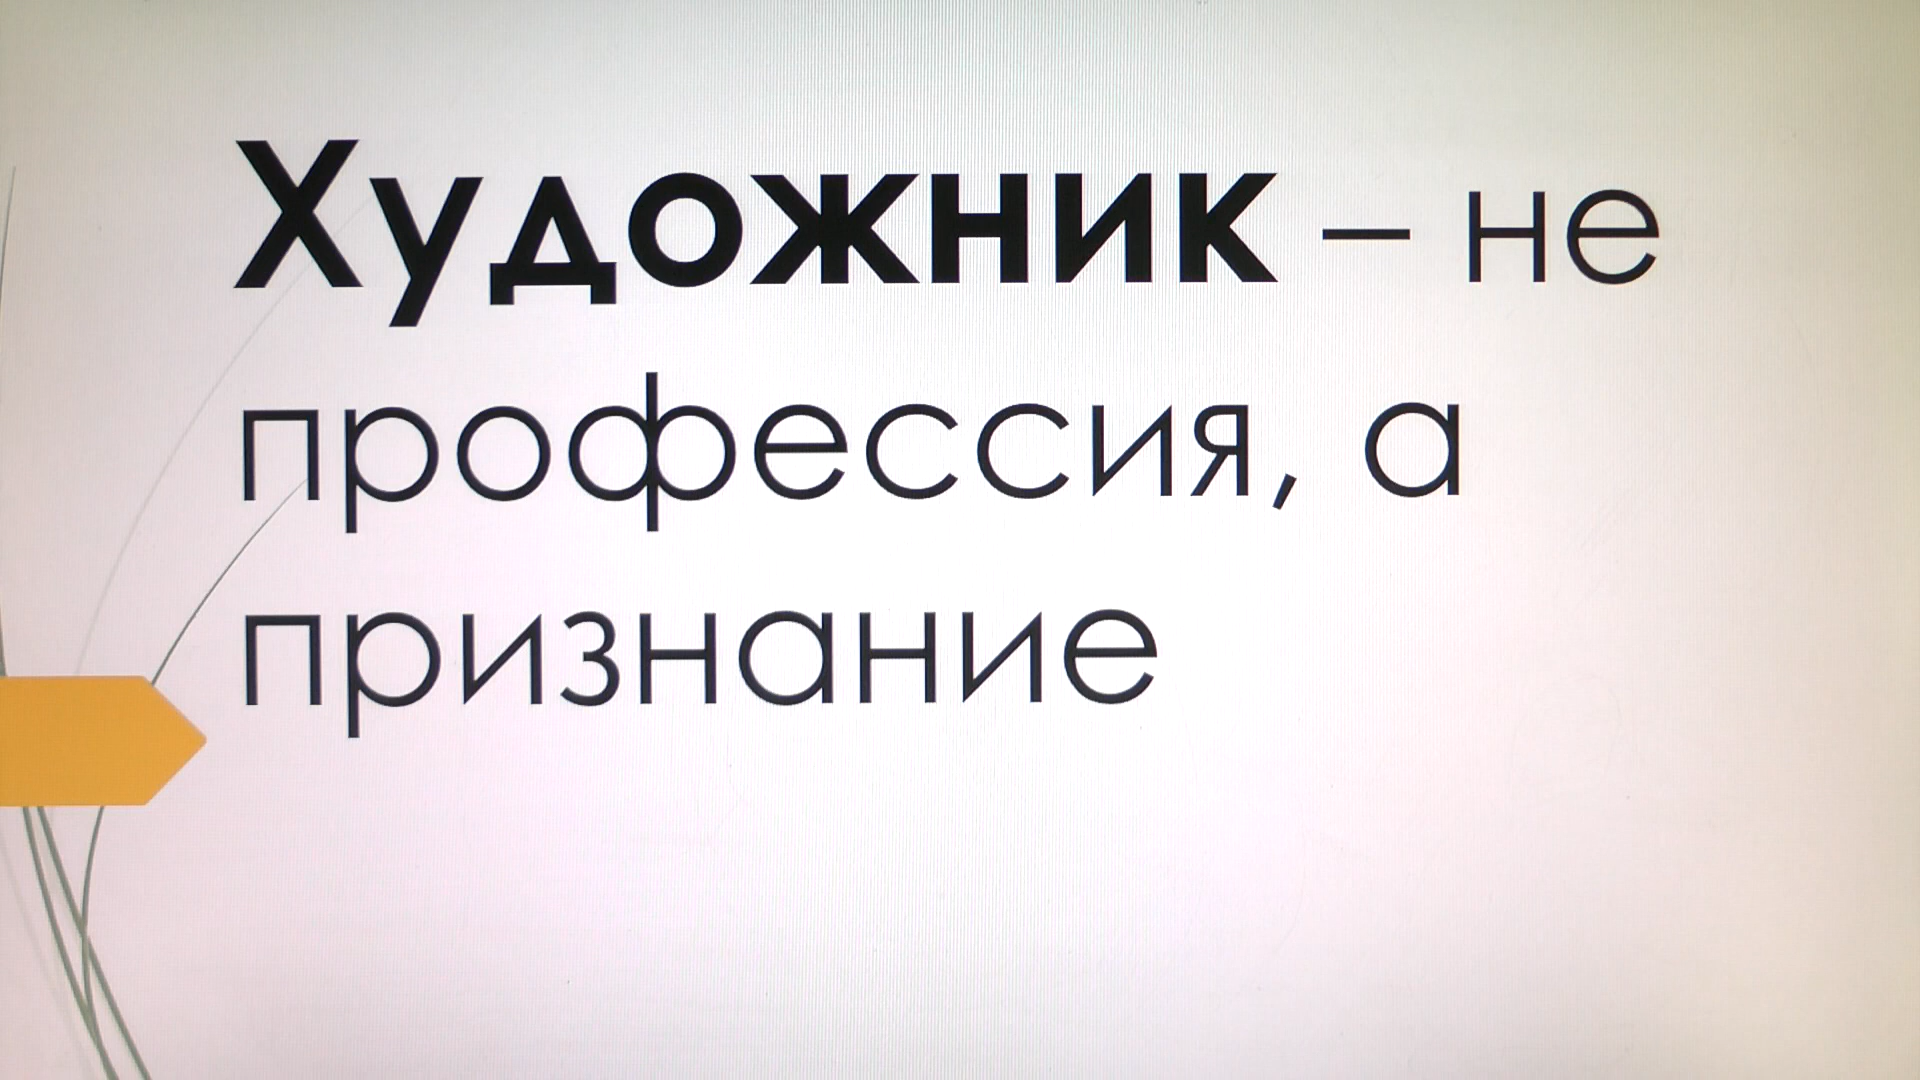 Художник – не
профессия, а
признание